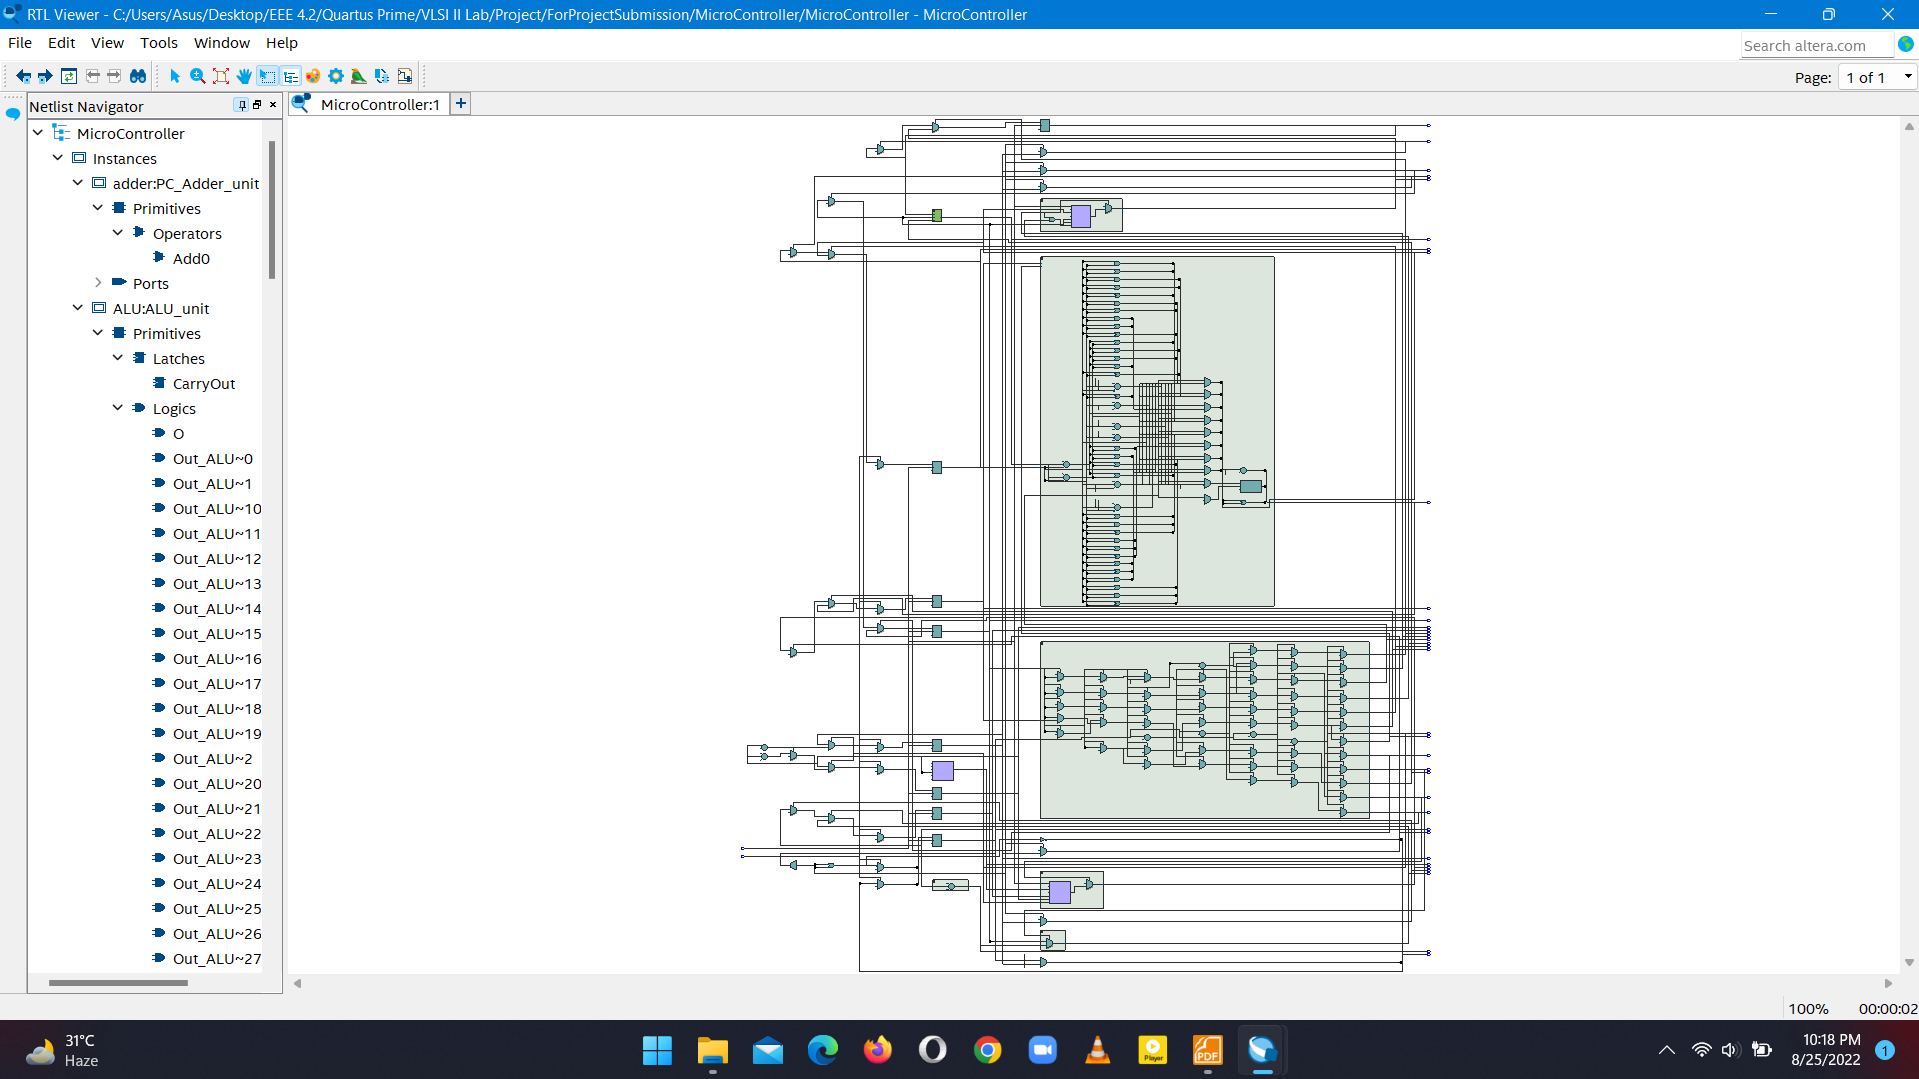 RTL Viewer - C:/Users/Asus/Desktop/EEE 4.2/Quartus Prime/VLSI II Lab/Project/ForProjectSubmission/MicroController/MicroController - MicroController
File Edit View Tools Window Help
Search altera.com
Page: 1 of 1
Netlist Navigator
MicroController:1
MicroController
Instances
adder:PC_Adder_unit
Primitives
Operators
Add0
Ports
ALU:ALU_unit
Primitives
Latches
CarryOut
Logics
O
Out_ALU~0
Out_ALU~1
Out_ALU~10
Out_ALU~11
Out_ALU~12
Out_ALU~13
Out_ALU~14
Out_ALU~15
Out_ALU~16
Out_ALU~17
Out_ALU~18
Out_ALU~19
Out_ALU~2
Out_ALU~20
Out_ALU~21
Out_ALU~22
Out_ALU~23
Out_ALU~24
Out_ALU~25
Out_ALU~26
Out_ALU~27
100% 00:00:02
31°C
Haze
Player
PDF
10:18 PM
8/25/2022
1